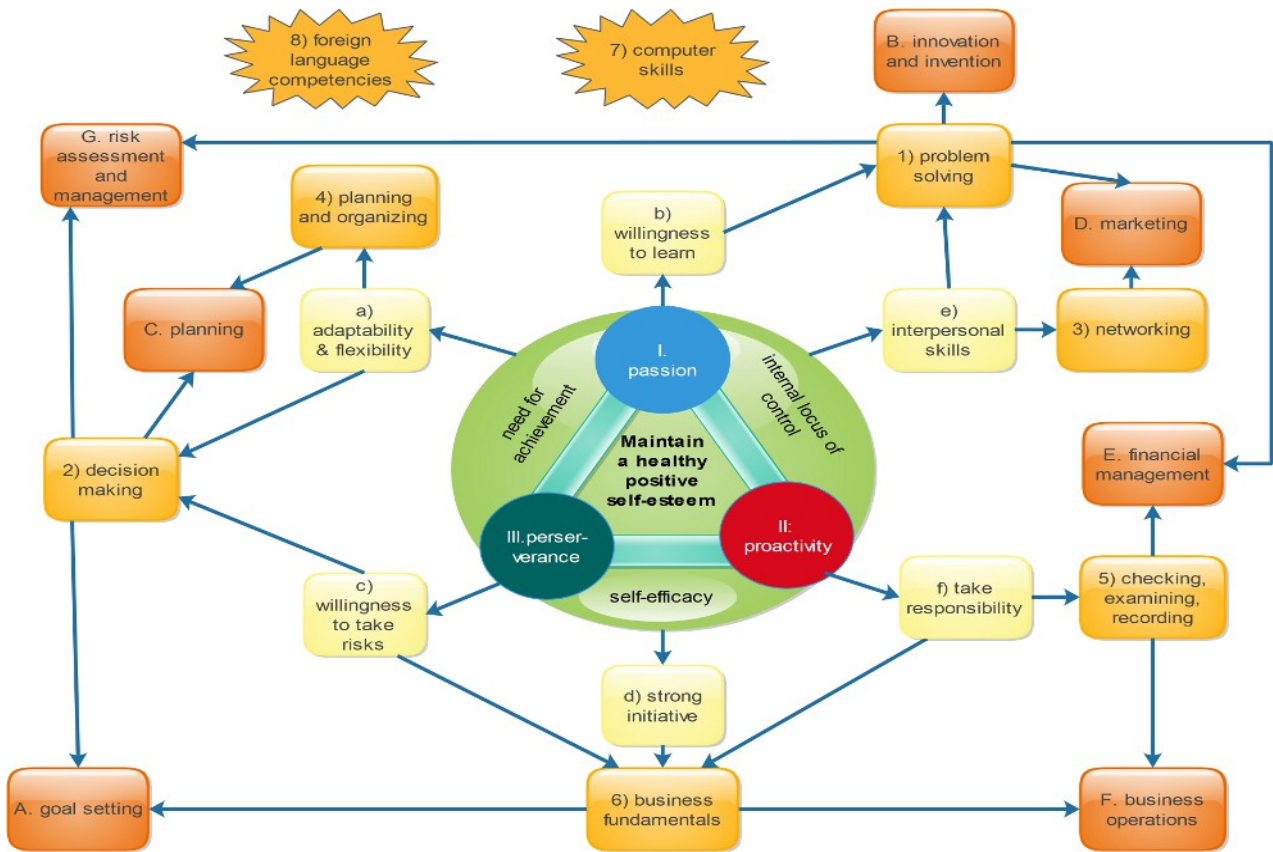 8) foreign
language
competencies
7) computer
skills
B. innovation
and invention
G. risk
assessment
and
management
4) planning
and organizing
b)
willingness
to learn
1) problem
solving
D. marketing
C. planning
a)
adaptability
& flexibility
I.
passion
e)
interpersonal
skills
3) networking
need for
achievement
internal locus of
control
Maintain
a healthy
positive
self-esteem
2) decision
making
E. financial
management
III.perser-
verance
II:
proactivity
c)
willingness
to take
risks
self-efficacy
f) take
responsibility
5) checking,
examining,
recording
d) strong
initiative
A. goal setting
6) business
fundamentals
F. business
operations